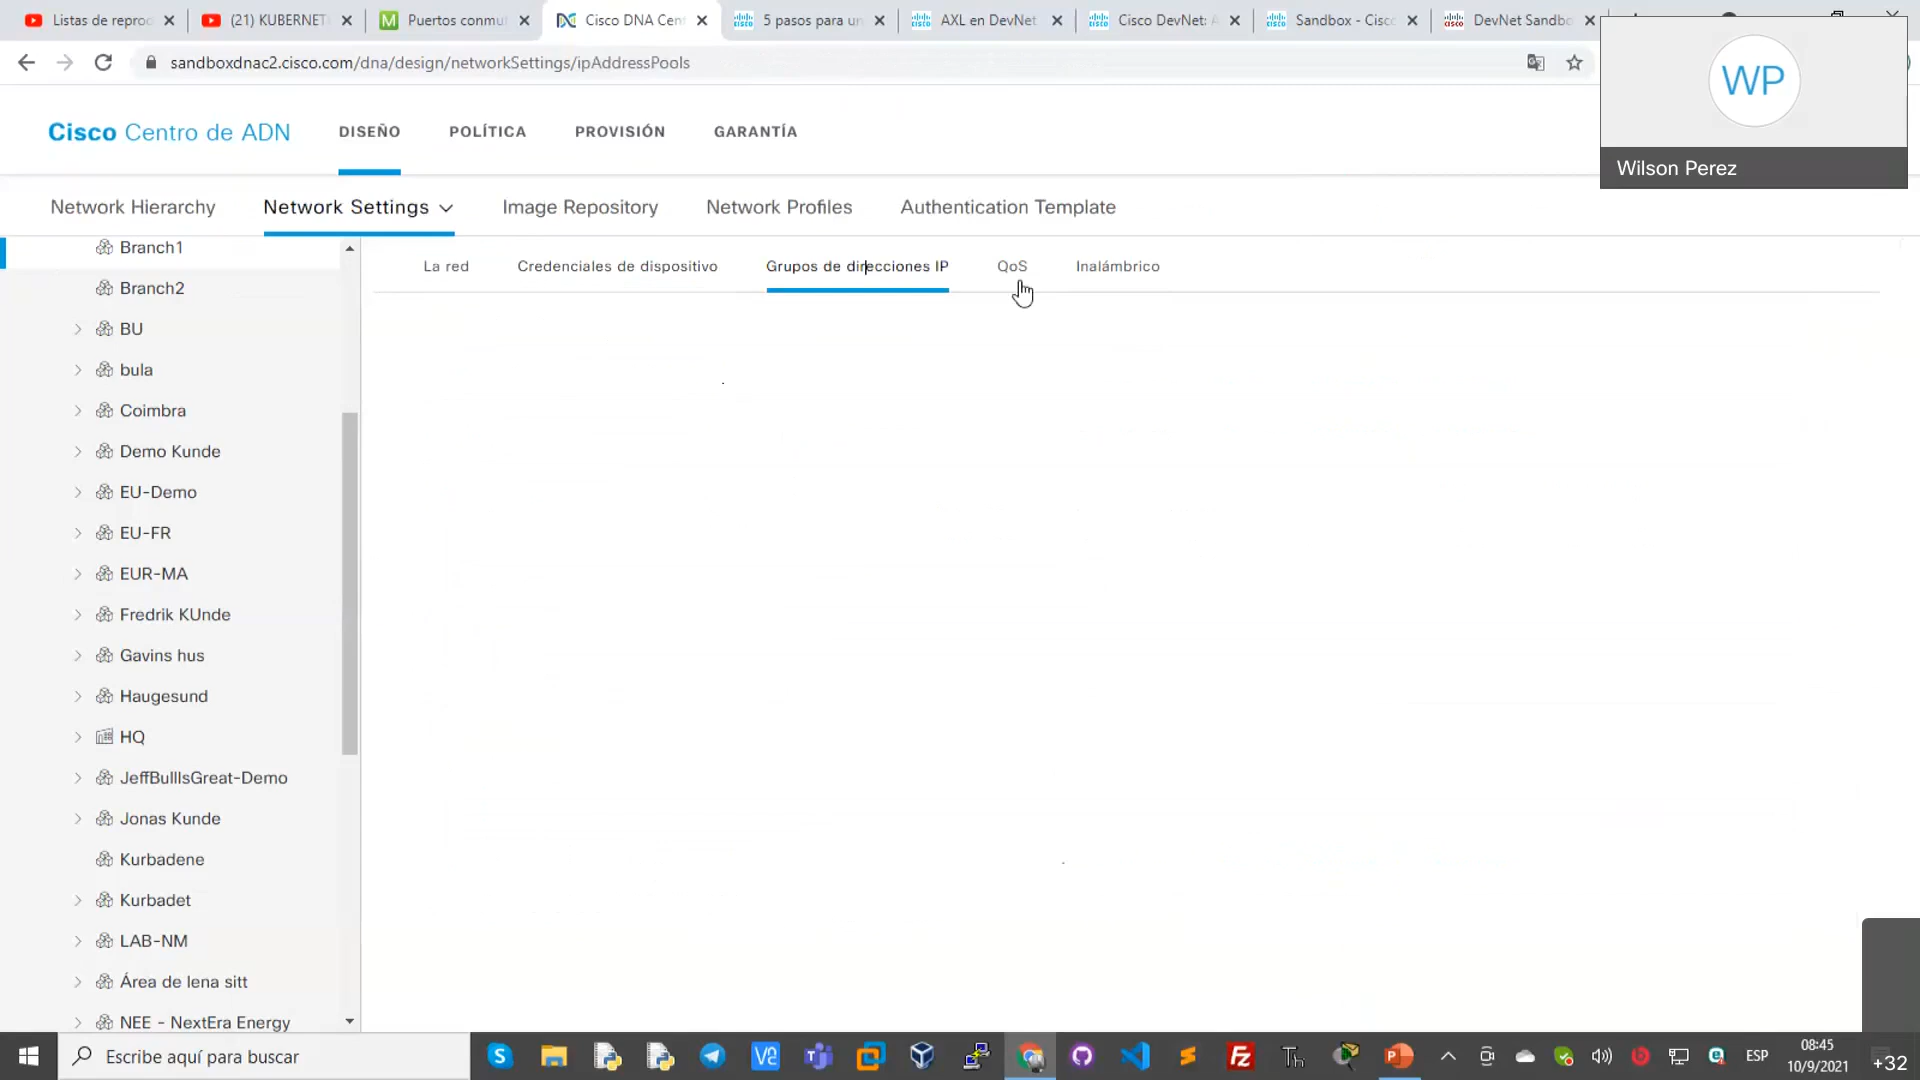 Listas de repro
(21) KUBERNET
Puertos conmu
Cisco DNA Cen
5 pasos para un
AXL en DevNet
Cisco DevNet: A
Sandbox - Cisc
DevNet Sandbo
sandboxdnac2.cisco.com/dna/design/networkSettings/ipAddressPools
WP
Wilson Perez
Cisco Centro de ADN
DISEÑO
POLÍTICA
PROVISIÓN
GARANTÍA
Network Hierarchy
Network Settings
Image Repository
Network Profiles
Authentication Template
La red
Credenciales de dispositivo
Grupos de direcciones IP
QoS
Inalámbrico
Branch1
Branch2
BU
bula
Coimbra
Demo Kunde
EU-Demo
EU-FR
EUR-MA
Fredrik KUnde
Gavins hus
Haugesund
HQ
JeffBullIsGreat-Demo
Jonas Kunde
Kurbadene
Kurbadet
LAB-NM
Área de lena sitt
NEE - NextEra Energy
Escribe aquí para buscar
ESP
08:45
10/9/2021
+32